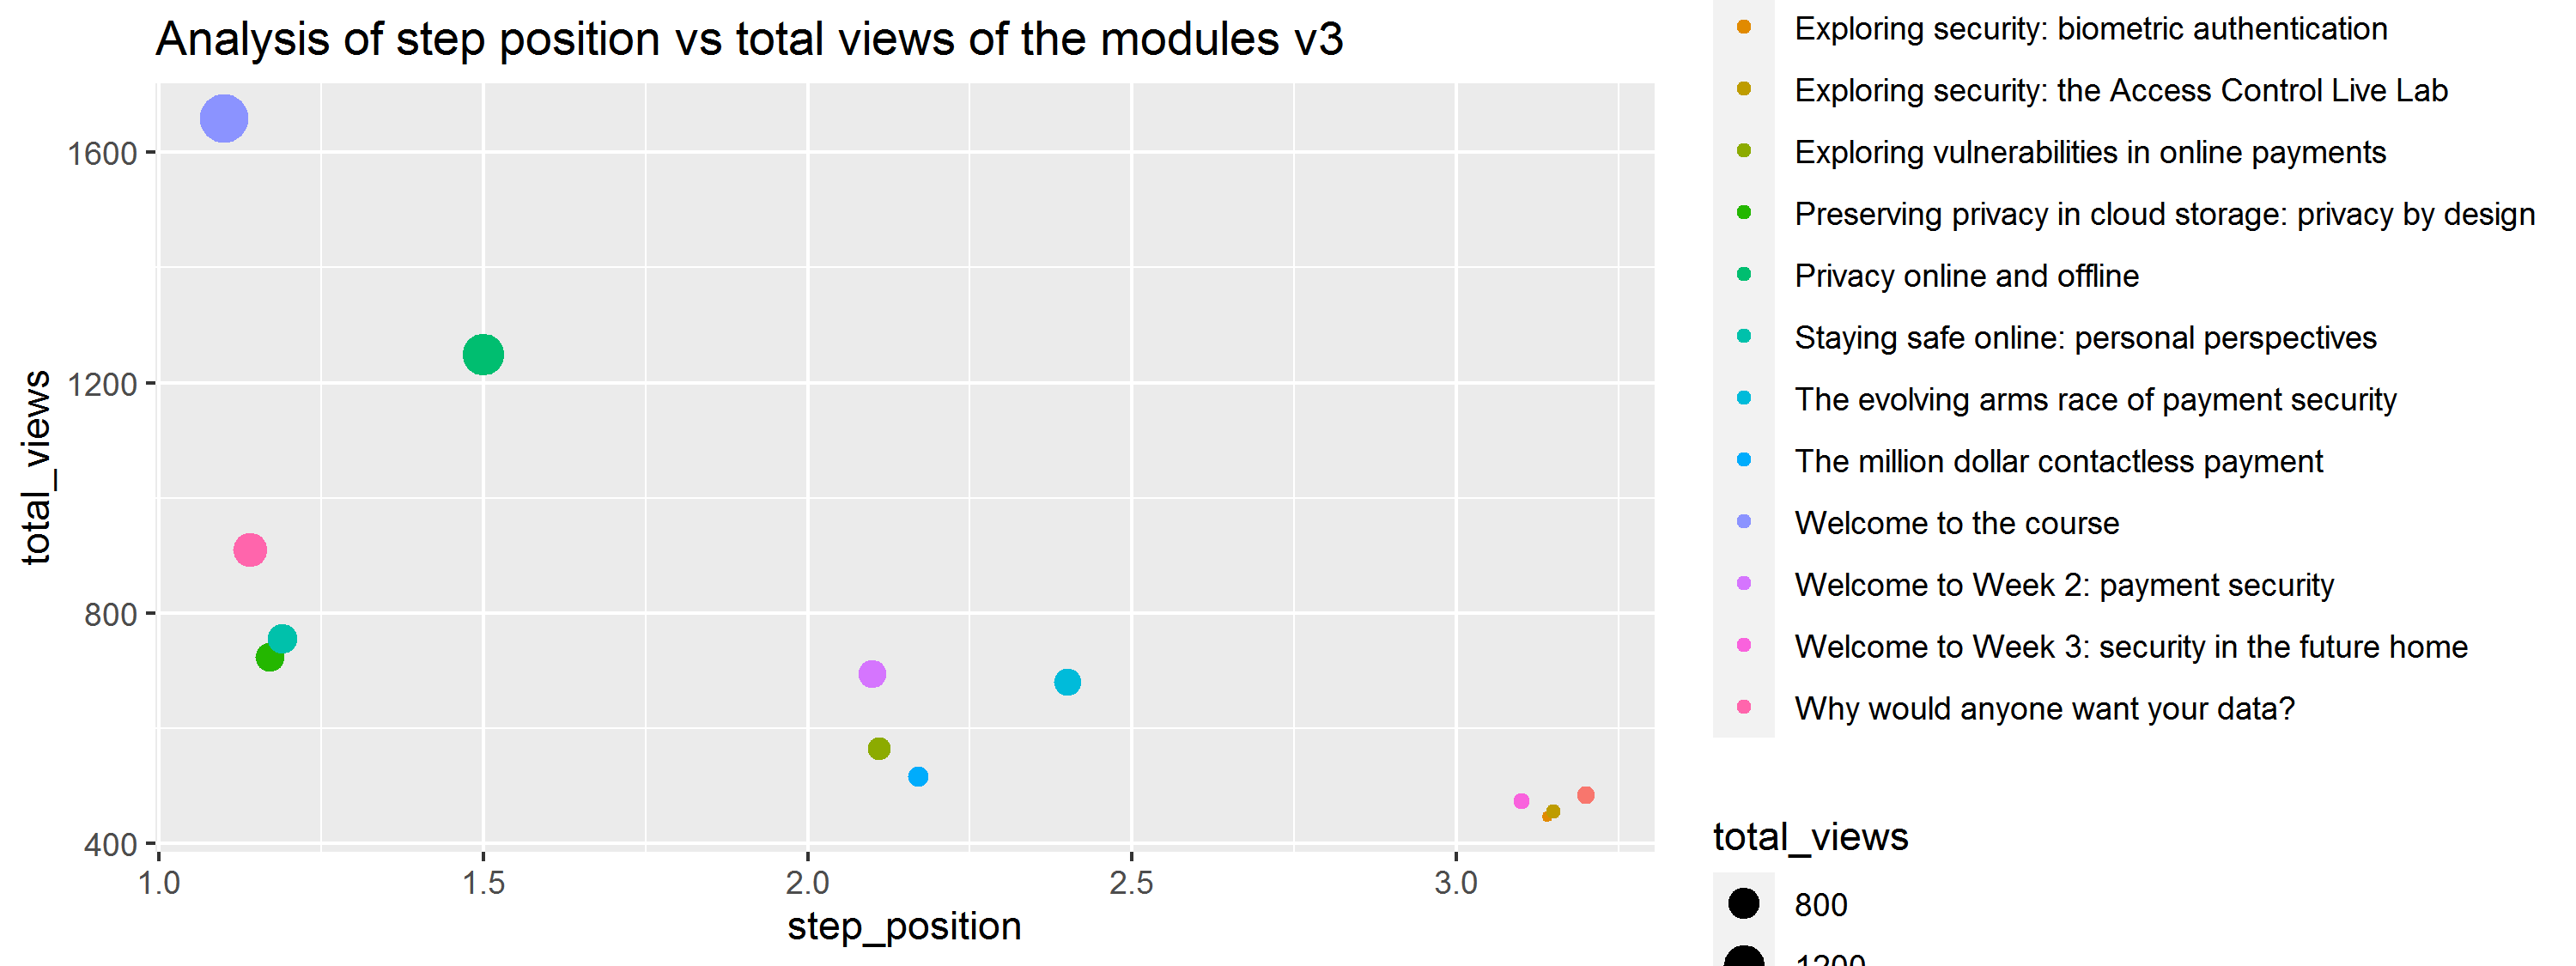 Analysis of step position vs total views of the modules v3
total_views
1600
1200
800
400
1.0
1.5
2.0
2.5
3.0
step_position
Exploring security: biometric authentication
Exploring security: the Access Control Live Lab
Exploring vulnerabilities in online payments
Preserving privacy in cloud storage: privacy by design
Privacy online and offline
Staying safe online: personal perspectives
The evolving arms race of payment security
The million dollar contactless payment
Welcome to the course
Welcome to Week 2: payment security
Welcome to Week 3: security in the future home
Why would anyone want your data?
total_views
800
1200